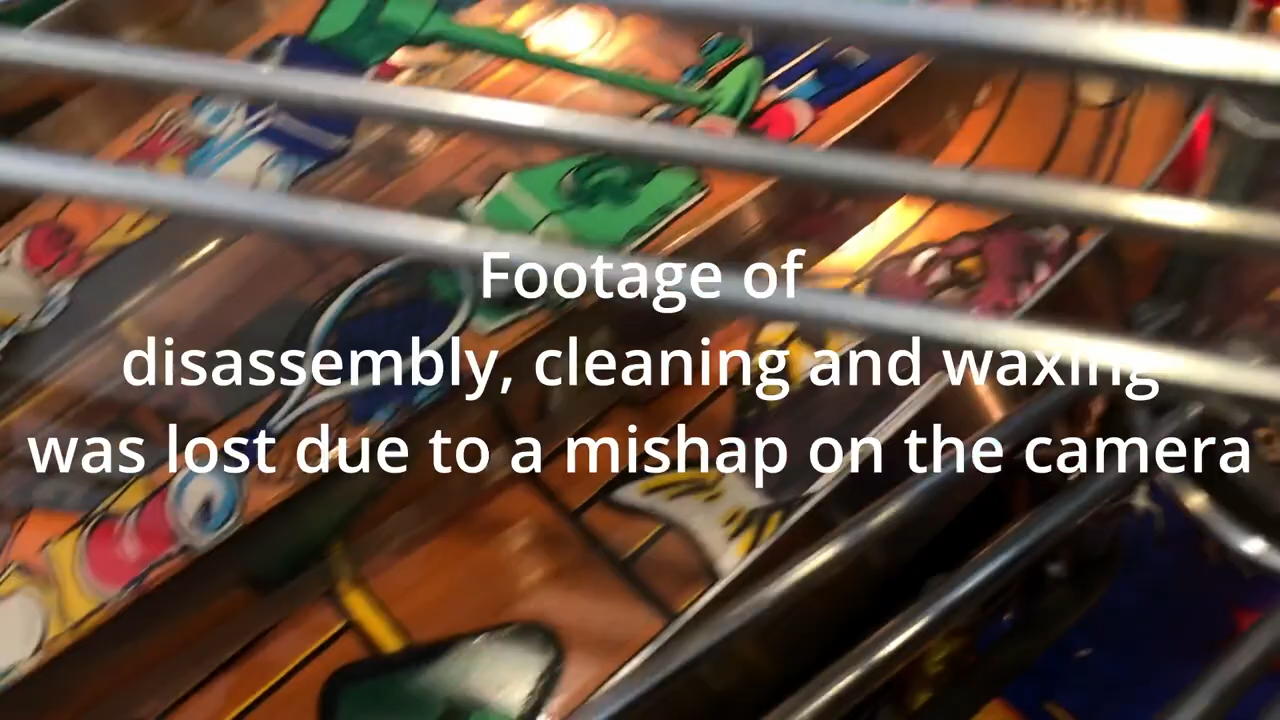 Footage of
disassembly, cleaning and waxing
was lost due to a mishap on the camera